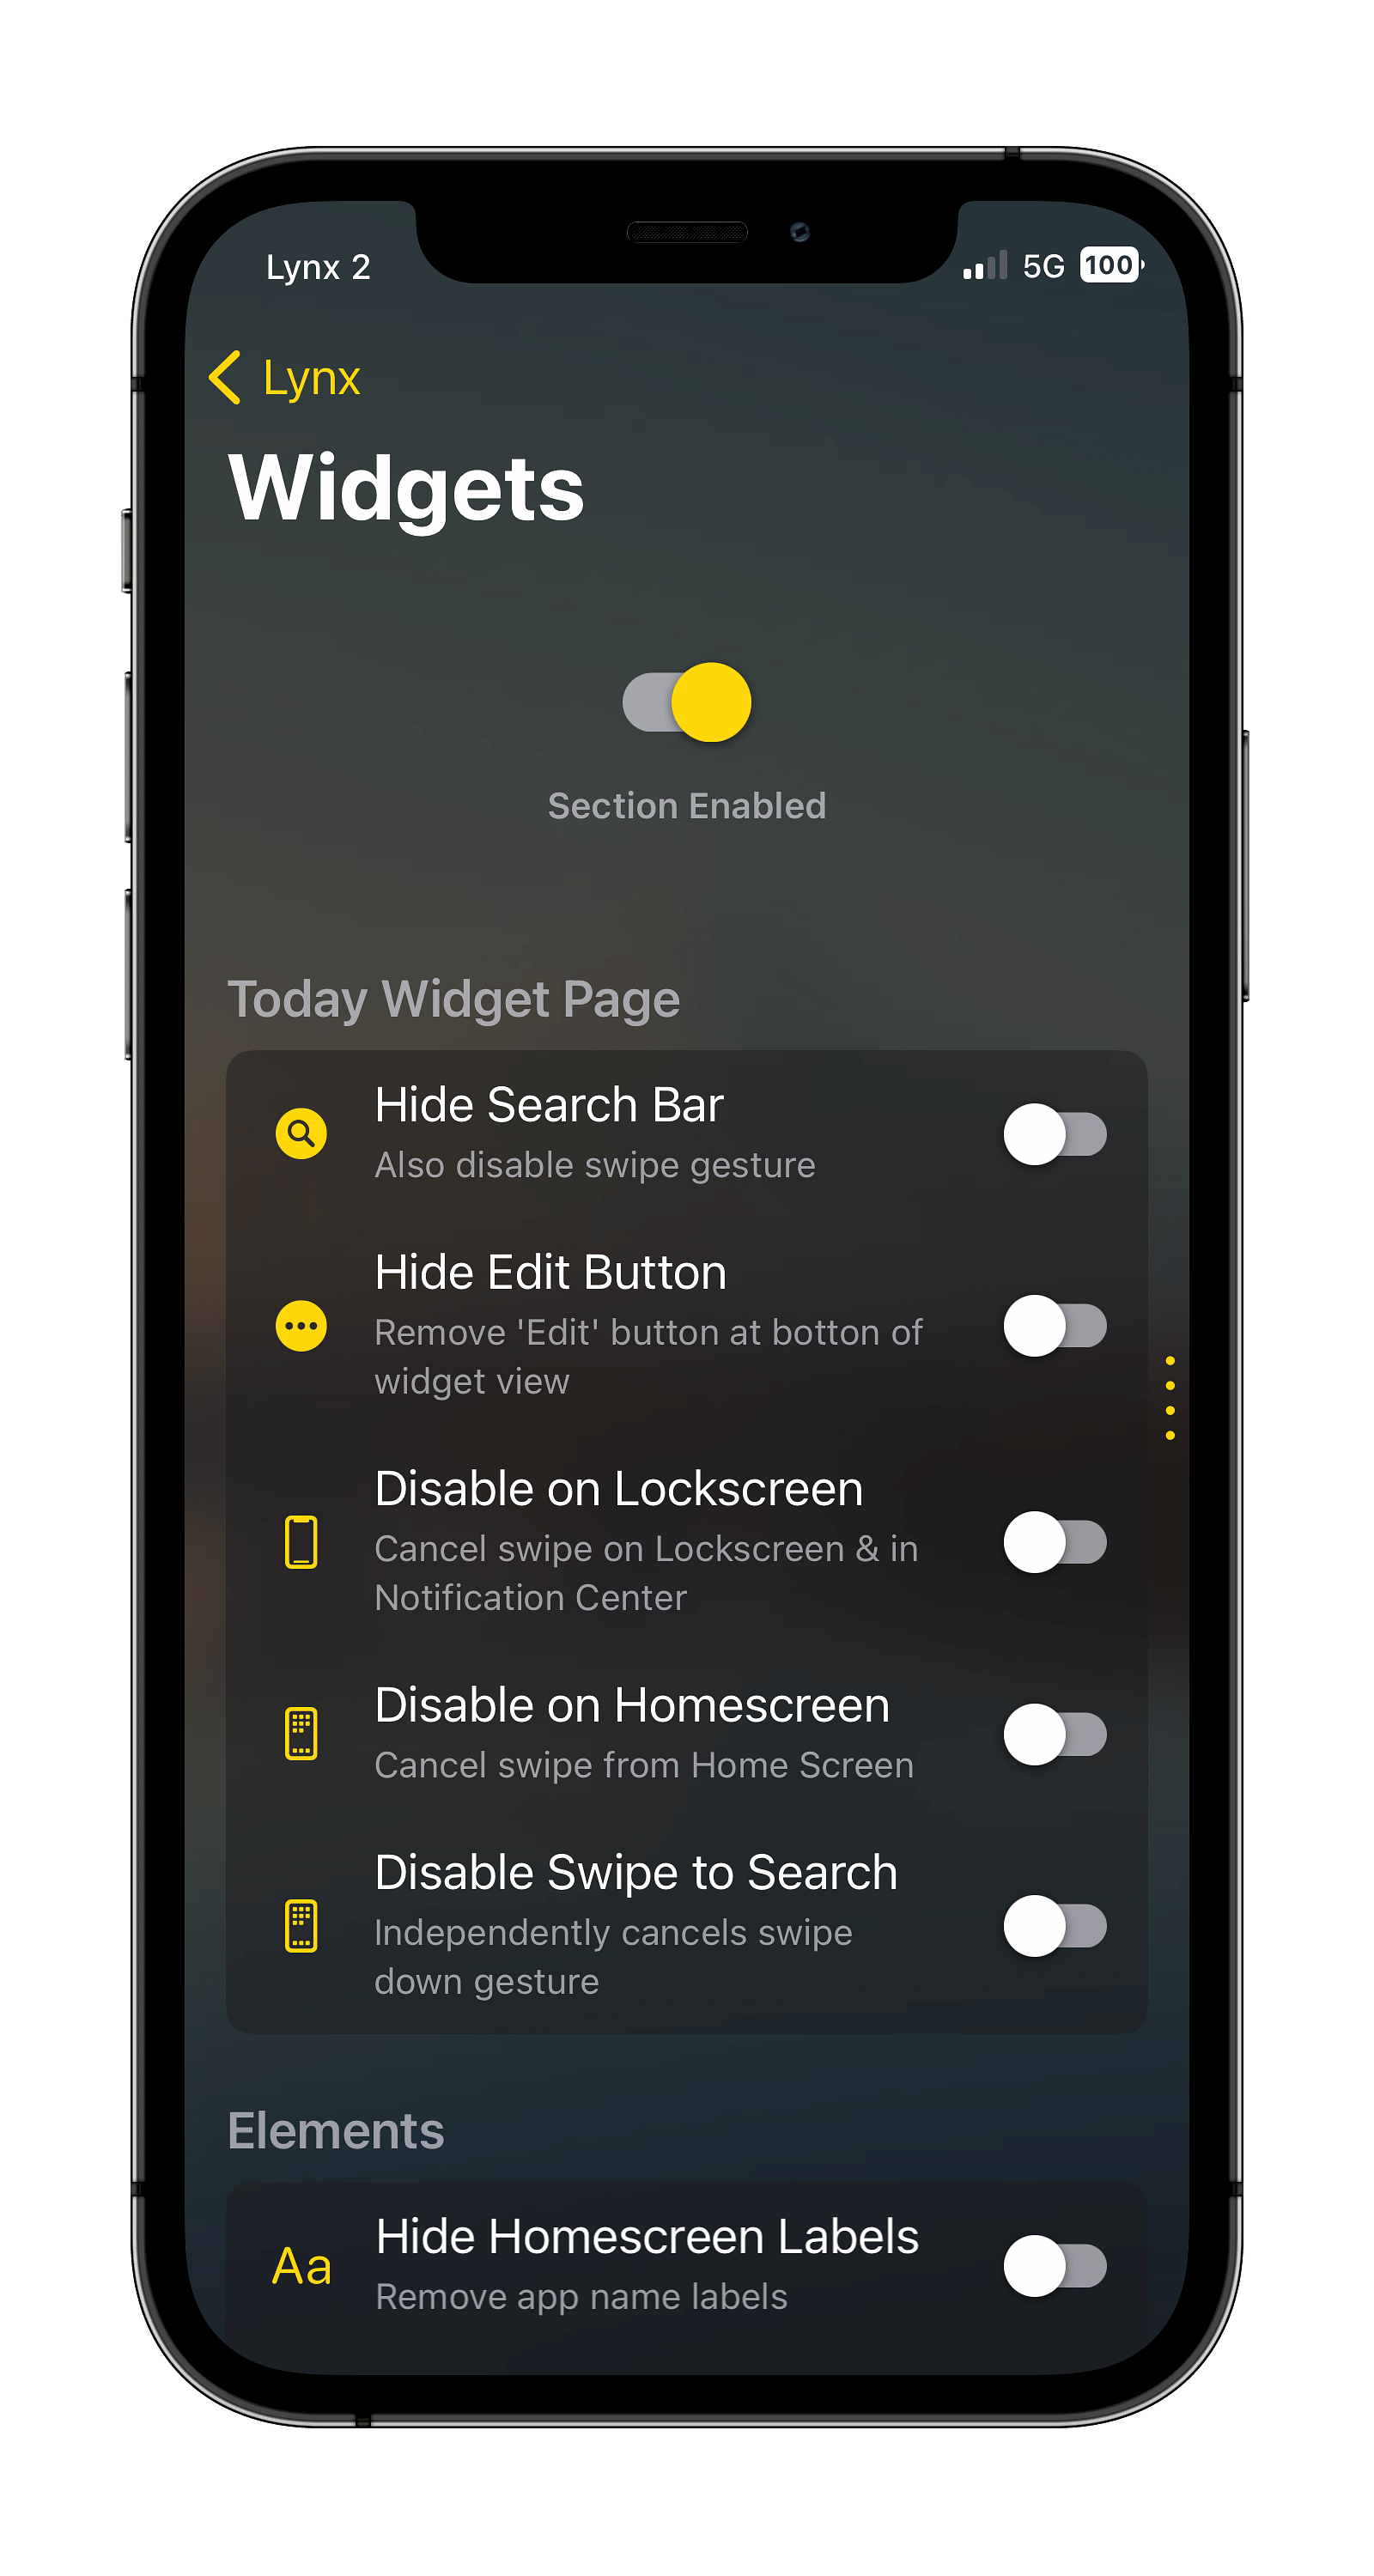 Lynx 2
5G 100
Lynx
Widgets
Section Enabled
Today Widget Page
Hide Search Bar
Also disable swipe gesture
Hide Edit Button
Remove 'Edit' button at botton of
widget view
Disable on Lockscreen
Cancel swipe on Lockscreen & in
Notification Center
Disable on Homescreen
Cancel swipe from Home Screen
Disable Swipe to Search
Independently cancels swipe
down gesture
Elements
Aa
Hide Homescreen Labels
Remove app name labels